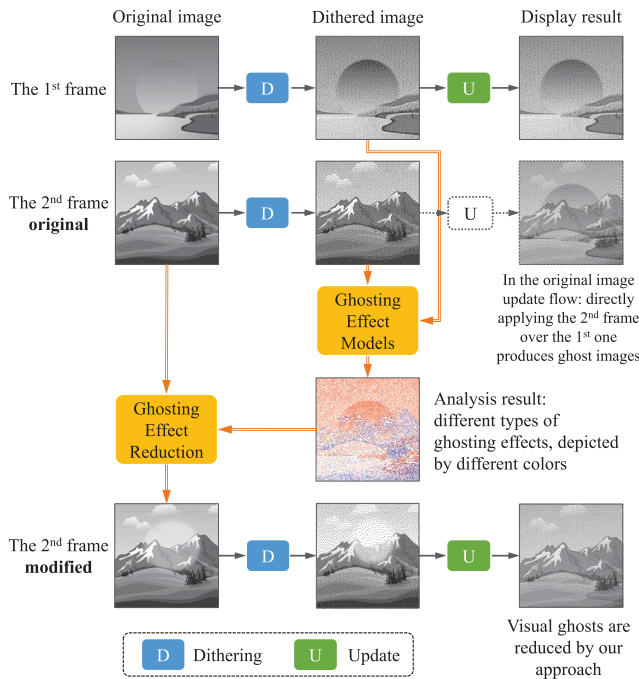 Original image
Dithered image
Display result
The 1st frame
D
U
The 2nd frame
original
D
U
In the original image
update flow: directly
applying the 2nd frame
over the 1st one
produces ghost images
Ghosting
Effect
Models
Analysis result:
different types of
ghosting effects, depicted
by different colors
Ghosting
Effect
Reduction
The 2nd frame
modified
D
U
Visual ghosts are
reduced by our
approach
D Dithering U Update